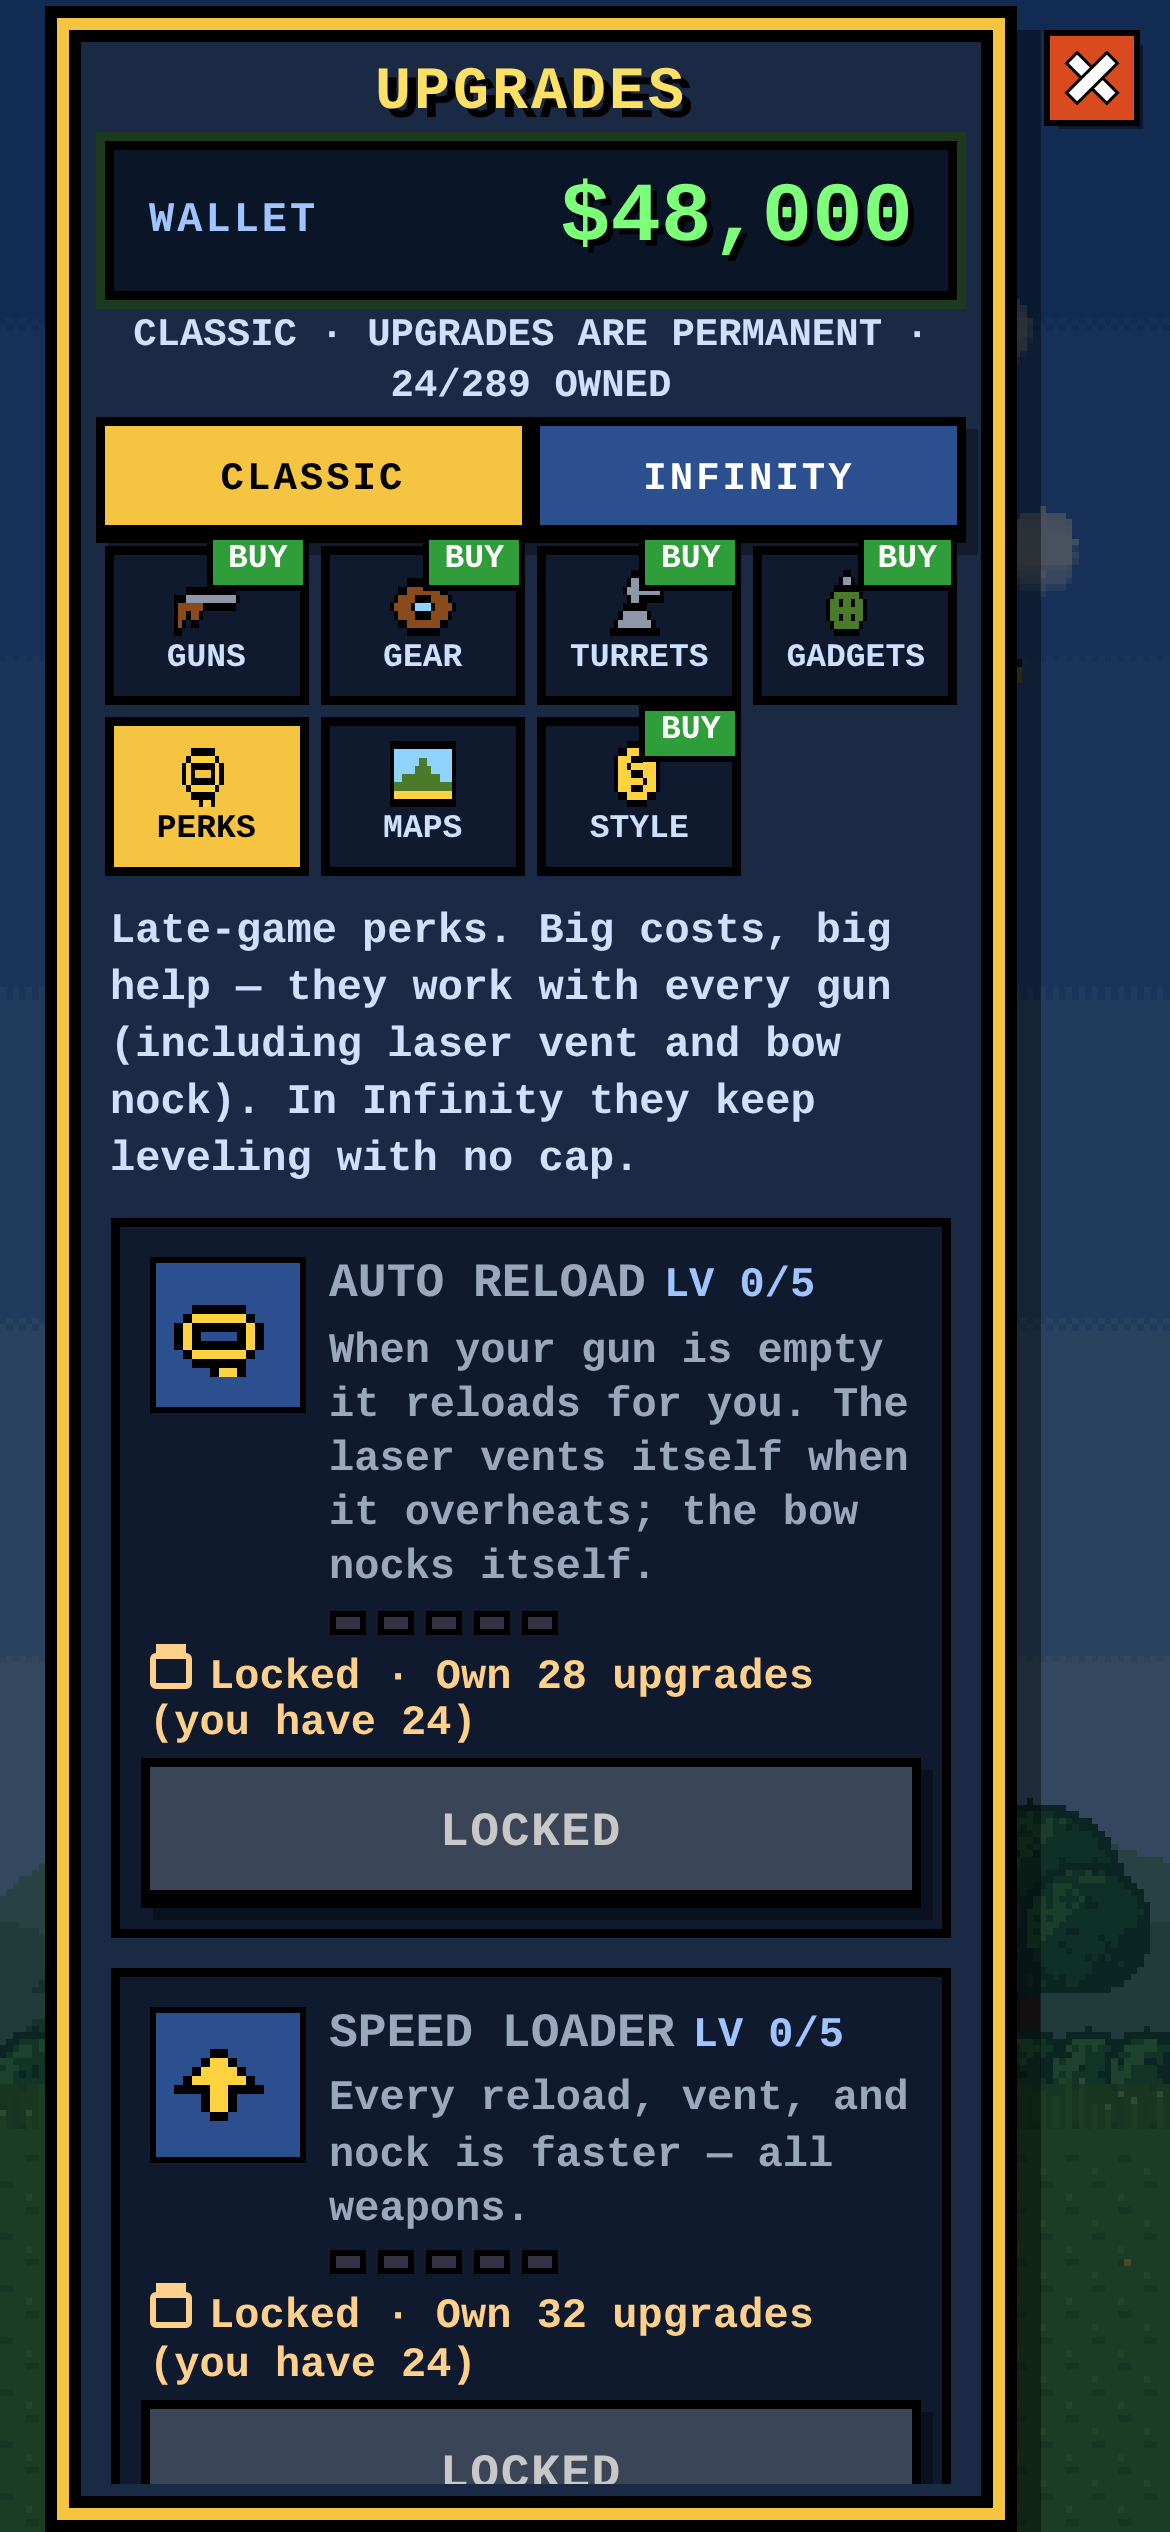 UPGRADES
WALLET $48,000
CLASSIC · UPGRADES ARE PERMANENT ·
24/289 OWNED
CLASSIC INFINITY
BUY BUY BUY BUY
GUNS GEAR TURRETS GADGETS
BUY
PERKS MAPS STYLE
Late-game perks. Big costs, big
help — they work with every gun
(including laser vent and bow
nock). In Infinity they keep
leveling with no cap.
AUTO RELOAD LV 0/5
When your gun is empty
it reloads for you. The
laser vents itself when
it overheats; the bow
nocks itself.
Locked · Own 28 upgrades
(you have 24)
LOCKED
SPEED LOADER LV 0/5
Every reload, vent, and
nock is faster — all
weapons.
Locked · Own 32 upgrades
(you have 24)
LOCKED